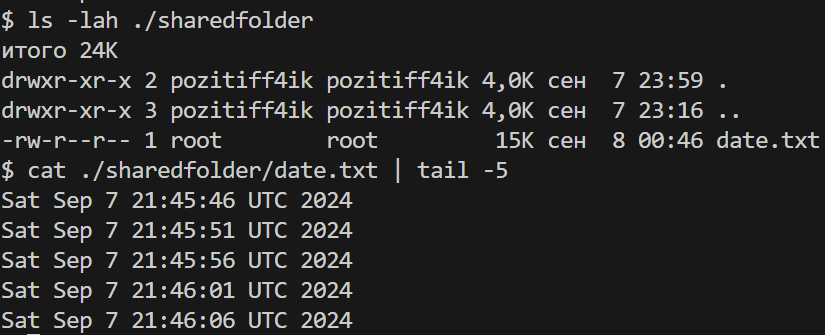 $ ls -lah ./sharedfolder
итого 24K
drwxr-xr-x 2 pozitiff4ik pozitiff4ik 4,0K сен  7 23:59 .
drwxr-xr-x 3 pozitiff4ik pozitiff4ik 4,0K сен  7 23:16 ..
-rw-r--r-- 1 root        root         15K сен  8 00:46 date.txt
$ cat ./sharedfolder/date.txt | tail -5
Sat Sep 7 21:45:46 UTC 2024
Sat Sep 7 21:45:51 UTC 2024
Sat Sep 7 21:45:56 UTC 2024
Sat Sep 7 21:46:01 UTC 2024
Sat Sep 7 21:46:06 UTC 2024